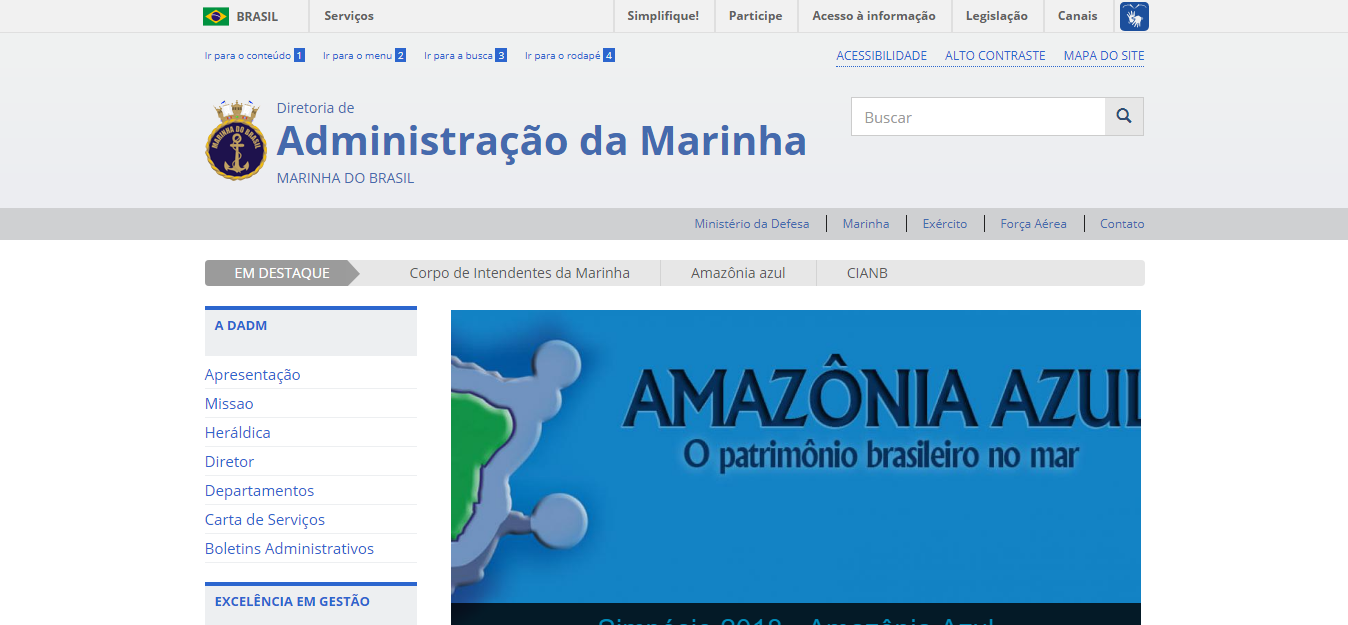 BRASIL Serviços Simplifique! Participe Acesso à informação Legislação Canais
Ir para o conteúdo 1 Ir para o menu 2 Ir para a busca 3 Ir para o rodapé 4 ACESSIBILIDADE ALTO CONTRASTE MAPA DO SITE
MARINHA DO BRASIL
Diretoria de
Administração da Marinha
MARINHA DO BRASIL
Buscar
Ministério da Defesa Marinha Exército Força Aérea Contato
EM DESTAQUE Corpo de Intendentes da Marinha Amazônia azul CIANB
A DADM
Apresentação
Missao
Heráldica
Diretor
Departamentos
Carta de Serviços
Boletins Administrativos
EXCELÊNCIA EM GESTÃO
AMAZÔNIA AZUL
O patrimônio brasileiro no mar